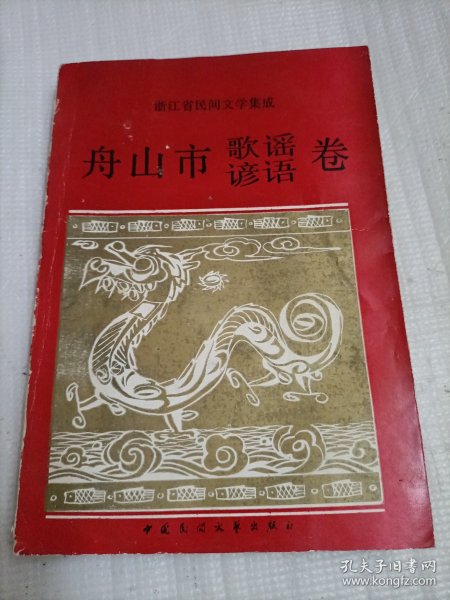 浙江省民间文学集成
舟山市歌谣谚语卷
中国民间文艺出版社
孔夫子旧书网
www.kongfz.com